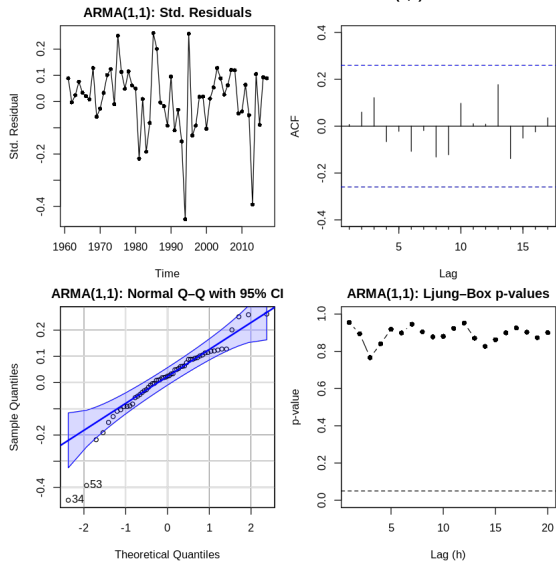 ARMA(1,1): Std. Residuals
Std. Residual
0.2
0.0
-0.2
-0.4
1960 1970 1980 1990 2000 2010
Time
ACF
0.4
0.2
0.0
-0.2
-0.4
5 10 15
Lag
ARMA(1,1): Normal Q–Q with 95% CI
Sample Quantiles
0.2
0.1
0.0
-0.2
-0.4
53
34
-2 -1 0 1 2
Theoretical Quantiles
ARMA(1,1): Ljung–Box p-values
p-value
1.0
0.8
0.6
0.4
0.2
0.0
5 10 15 20
Lag (h)